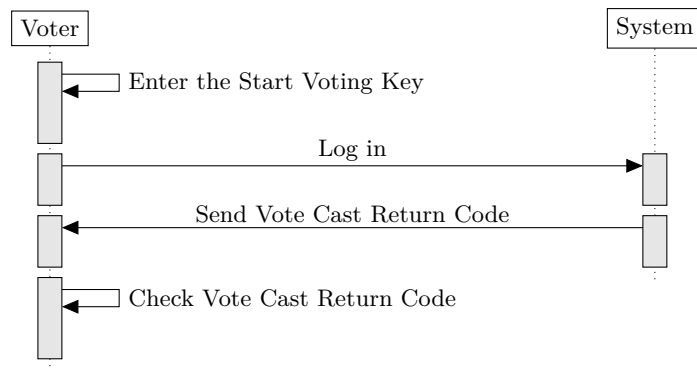 Voter
System
Enter the Start Voting Key
Log in
Send Vote Cast Return Code
Check Vote Cast Return Code